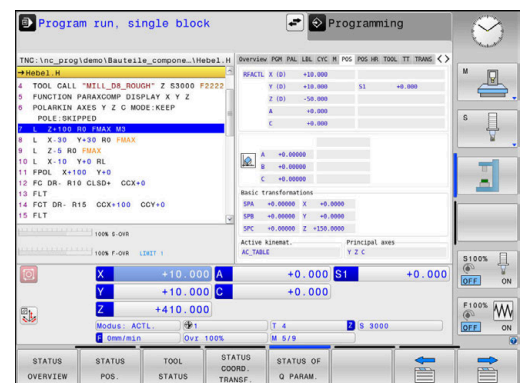 Program run, single block
Programming
TNC:\nc_prog\demo\Bauteile_compone…\Hebel.H
→Hebel.H
4 TOOL CALL "MILL_D8_ROUGH" Z S3000 F2222
5 FUNCTION PARAXCOMP DISPLAY X Y Z
6 POLARKIN AXES Y Z C MODE:KEEP
POLE:SKIPPED
7 L Z+100 R0 FMAX M3
8 L X-30 Y+30 R0 FMAX
9 L Z-5 R0 FMAX
10 L X-10 Y+0 RL
11 FPOL X+100 Y+0
12 FC DR- R10 CLSD+ CCX+0
13 FLT
14 FCT DR- R15 CCX+100 CCY+0
15 FLT
100% S-OVR
100% F-OVR LIMIT 1
Overview PGM PAL LBL CYC M POS POS HR TOOL TT TRANS
RFACTL X (D) +10.000
Y (D) +10.000 S1 +0.000
Z (D) -50.000
A +0.000
C +0.000
A +0.00000
B +0.00000
C +0.00000
Basic transformations
SPA +0.00000 X +0.0000
SPB +0.00000 Y +0.0000
SPC +0.00000 Z +150.0000
Active kinemat. Principal axes
AC_TABLE Y Z C
X +10.000 A +0.000 S1 +0.000
Y +10.000 C +0.000
Z +410.000
Modus: ACTL. 1 T 4 Z S 3000
F 0mm/min Ovr 100% M 5/9
M
S
S100%
OFF ON
F100%
OFF ON
STATUS OVERVIEW
STATUS POS.
TOOL STATUS
STATUS COORD. TRANSF.
STATUS OF Q PARAM.